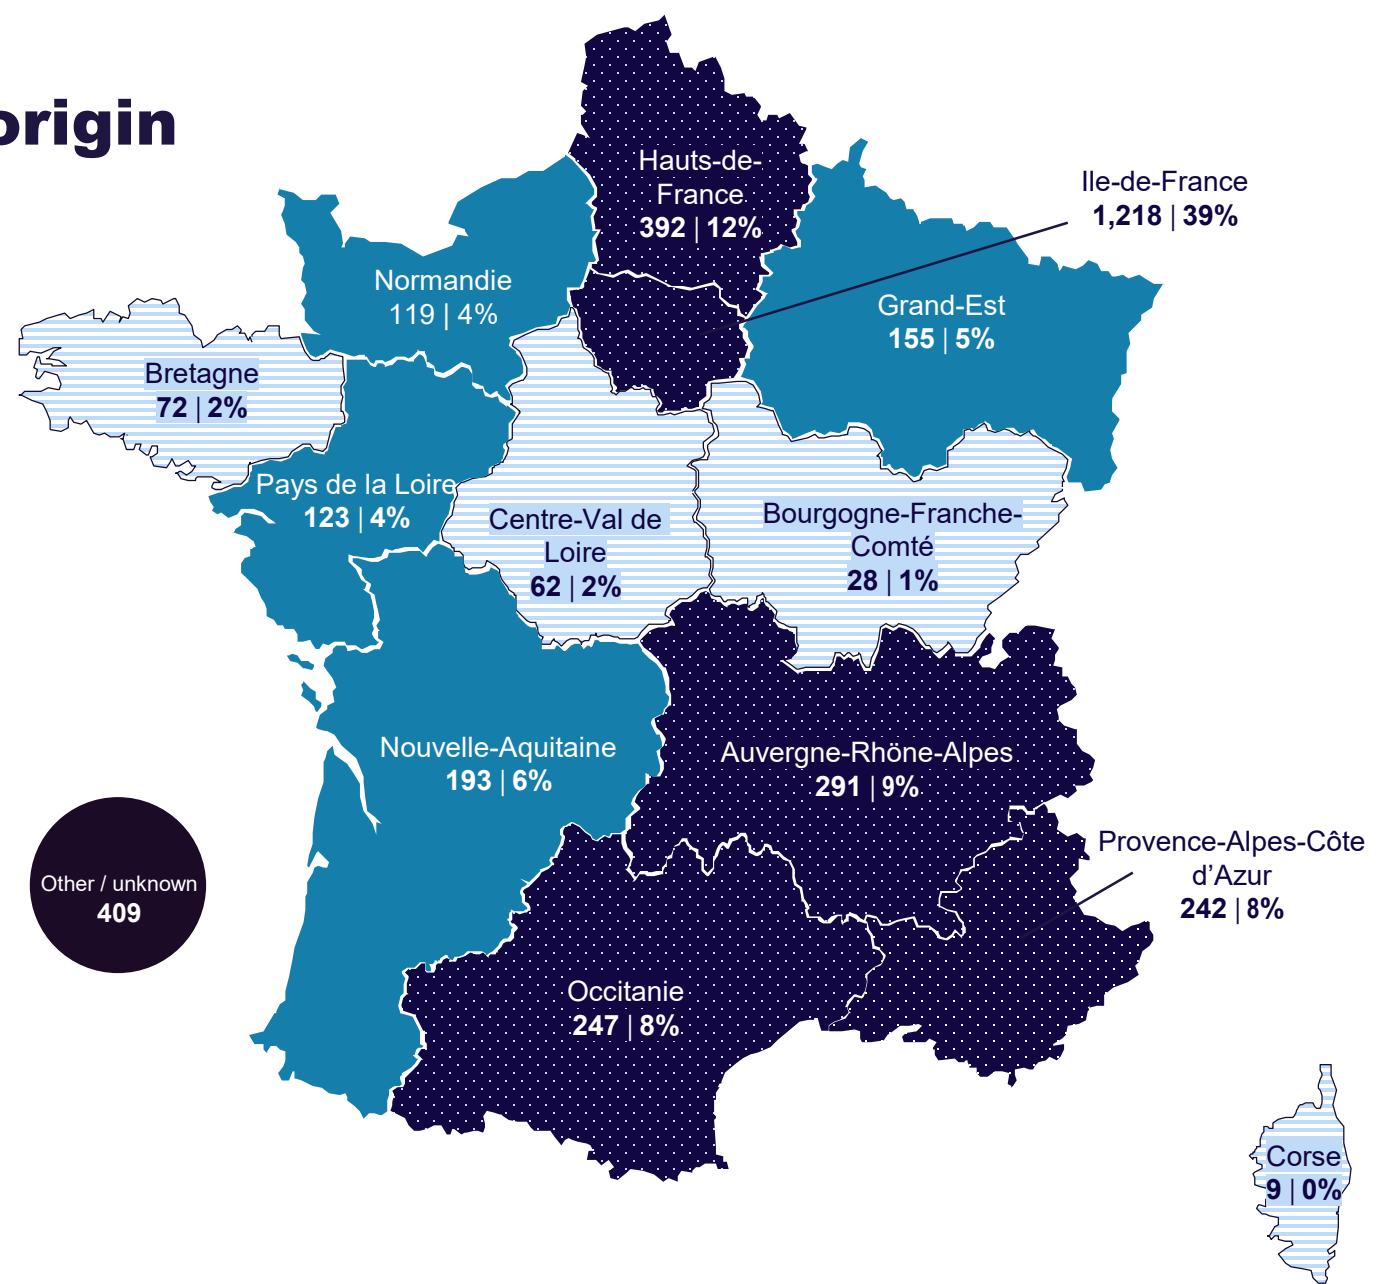 origin
Hauts-de-
France
392 | 12%
Ile-de-France
1,218 | 39%
Normandie
119 | 4%
Grand-Est
155 | 5%
Bretagne
72 | 2%
Pays de la Loire
123 | 4%
Centre-Val de
Loire
62 | 2%
Bourgogne-Franche-
Comté
28 | 1%
Nouvelle-Aquitaine
193 | 6%
Auvergne-Rhöne-Alpes
291 | 9%
Provence-Alpes-Côte
d’Azur
242 | 8%
Other / unknown
409
Occitanie
247 | 8%
Corse
9 | 0%